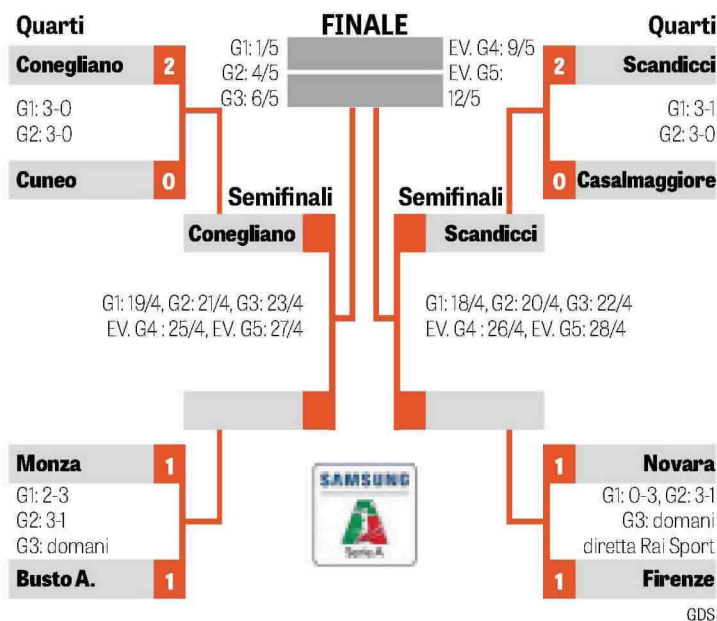 Quarti
Conegliano 2
G1: 3-0
G2: 3-0
Cuneo 0
FINALE
G1: 1/5
G2: 4/5
G3: 6/5
EV. G4: 9/5
EV. G5:
12/5
Quarti
2 Scandicci
G1: 3-1
G2: 3-0
0 Casalmaggiore
Semifinali
Conegliano
G1: 19/4, G2: 21/4, G3: 23/4
EV. G4 : 25/4, EV. G5: 27/4
Semifinali
Scandicci
G1: 18/4, G2: 20/4, G3: 22/4
EV. G4 : 26/4, EV. G5: 28/4
Monza 1
G1: 2-3
G2: 3-1
G3: domani
Busto A. 1
SAMSUNG
A
Serie A
1 Novara
G1: 0-3, G2: 3-1
G3: domani
diretta Rai Sport
1 Firenze
GDS